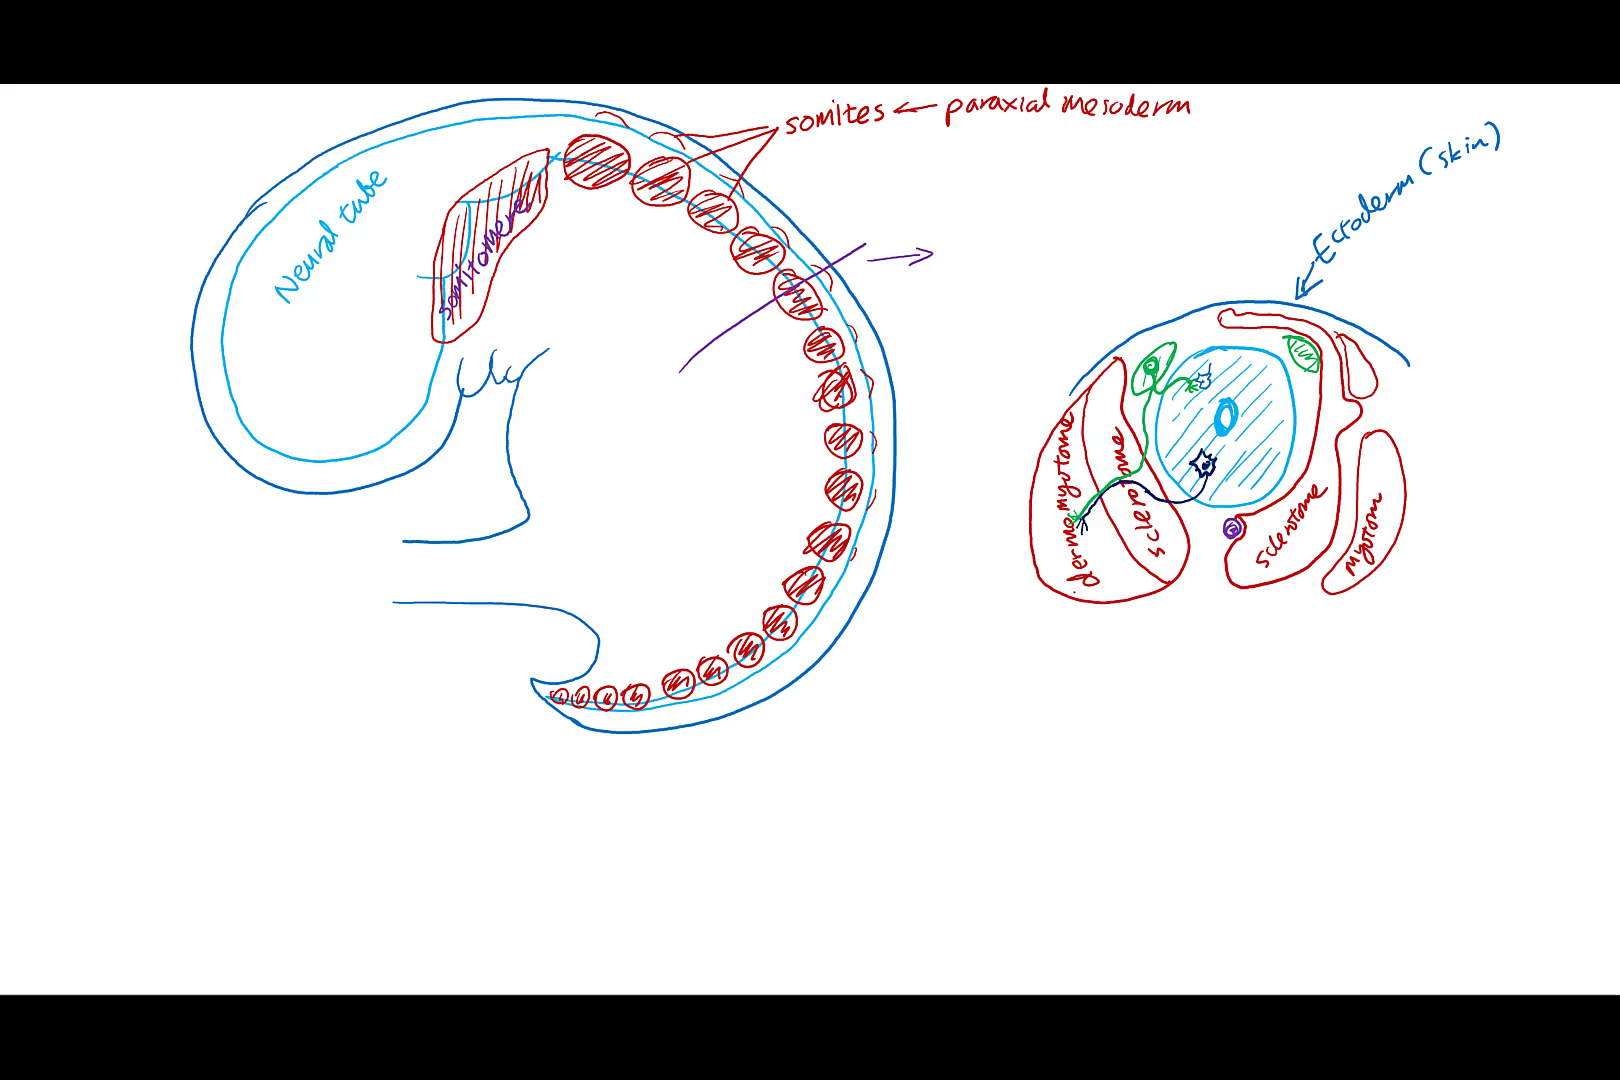 somites ← paraxial mesoderm
Ectoderm (skin)
Neural tube
somitomere
dermomyotome
sclerotome
sclerotome
myotom